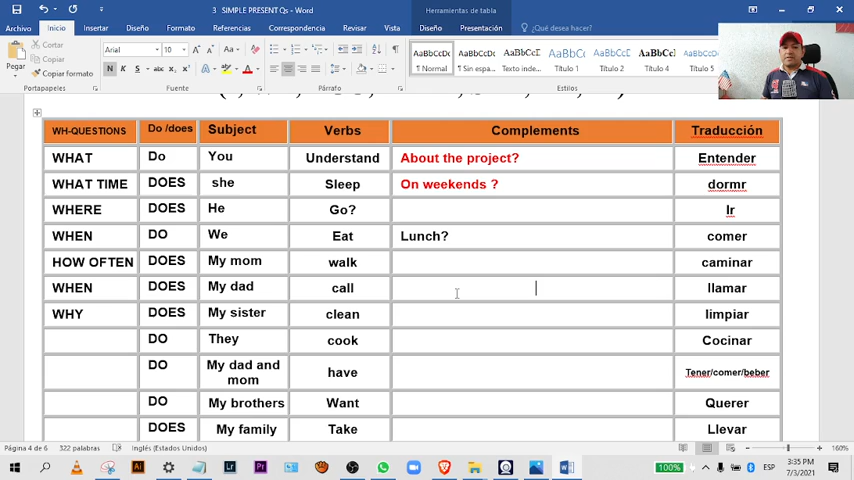 3 SIMPLE PRESENT Qs - Word
Herramientas de tabla
Archivo Inicio Insertar Diseño Formato Referencias Correspondencia Revisar Vista Diseño Presentación ¿Qué desea hacer?
Cortar
Copiar
Copiar formato
Pegar
Arial 10
N K S
AaBbCcDc AaBbCcDc AaBbCcDc AaBbC AaBbCcD AaBbCc AaBbCcD
¶ Normal ¶ Sin espa... Texto inde... Título 1 Título 2 Título 4 Título 5
Portapapeles Fuente Párrafo Estilos
WH-QUESTIONS Do /does Subject Verbs Complements Traducción
WHAT Do You Understand About the project? Entender
WHAT TIME DOES she Sleep On weekends ? dormr
WHERE DOES He Go? Ir
WHEN DO We Eat Lunch? comer
HOW OFTEN DOES My mom walk caminar
WHEN DOES My dad call llamar
WHY DOES My sister clean limpiar
DO They cook Cocinar
DO My dad and mom have Tener/comer/beber
DO My brothers Want Querer
DOES My family Take Llevar
Página 4 de 6 322 palabras Inglés (Estados Unidos) 160%
100% ESP 3:35 PM
7/3/2021